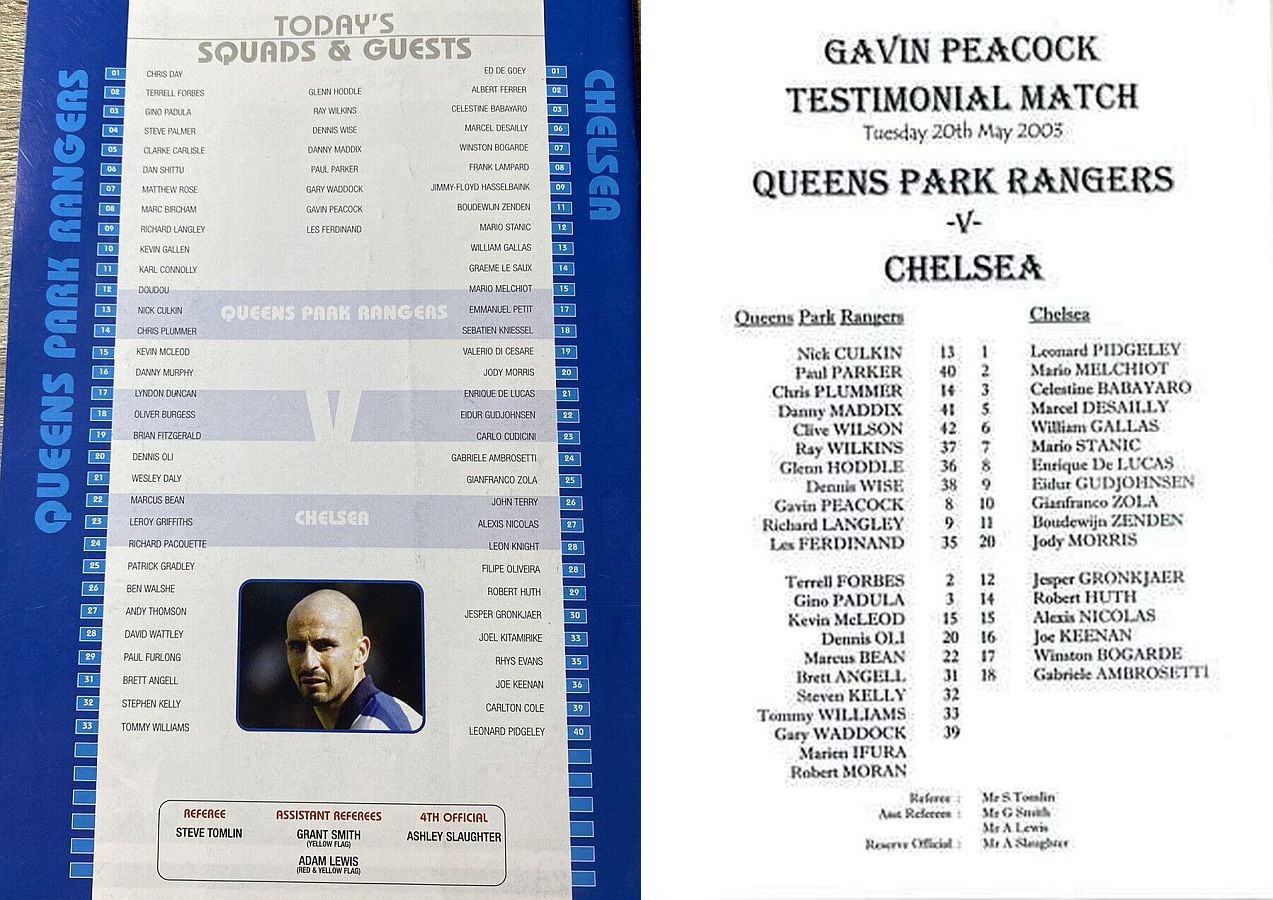 TODAY'S
SQUADS & GUESTS
QUEENS PARK RANGERS
01 CHRIS DAY
02 TERRELL FORBES
03 GINO PADULA
04 STEVE PALMER
05 CLARKE CARLISLE
06 DAN SHITTU
07 MATTHEW ROSE
08 MARC BIRCHAM
09 RICHARD LANGLEY
10 KEVIN GALLEN
11 KARL CONNOLLY
12 DOUDOU
13 NICK CULKIN
14 CHRIS PLUMMER
15 KEVIN MCLEOD
16 DANNY MURPHY
17 LYNDON DUNCAN
18 OLIVER BURGESS
19 BRIAN FITZGERALD
20 DENNIS OLI
21 WESLEY DALY
22 MARCUS BEAN
23 LEROY GRIFFITHS
24 RICHARD PACQUETTE
25 PATRICK GRADLEY
26 BEN WALSHE
27 ANDY THOMSON
28 DAVID WATTLEY
29 PAUL FURLONG
31 BRETT ANGELL
32 STEPHEN KELLY
33 TOMMY WILLIAMS
GLENN HODDLE
RAY WILKINS
DENNIS WISE
DANNY MADDIX
PAUL PARKER
GARY WADDOCK
GAVIN PEACOCK
LES FERDINAND
QUEENS PARK RANGERS
V
CHELSEA
CHELSEA
ED DE GOEY 01
ALBERT FERRER 02
CELESTINE BABAYARO 03
MARCEL DESAILLY 06
WINSTON BOGARDE 07
FRANK LAMPARD 08
JIMMY-FLOYD HASSELBAINK 09
BOUDEWIJN ZENDEN 11
MARIO STANIC 12
WILLIAM GALLAS 13
GRAEME LE SAUX 14
MARIO MELCHIOT 15
EMMANUEL PETIT 17
SEBATIEN KNIESSEL 18
VALERIO DI CESARE 19
JODY MORRIS 20
ENRIQUE DE LUCAS 21
EIDUR GUDJOHNSEN 22
CARLO CUDICINI 23
GABRIELE AMBROSETTI 24
GIANFRANCO ZOLA 25
JOHN TERRY 26
ALEXIS NICOLAS 27
LEON KNIGHT 28
FILIPE OLIVEIRA 28
ROBERT HUTH 29
JESPER GRONKJAER 30
JOEL KITAMIRIKE 33
RHYS EVANS 35
JOE KEENAN 36
CARLTON COLE 39
LEONARD PIDGELEY 40
REFEREE
STEVE TOMLIN
ASSISTANT REFEREES
GRANT SMITH
(YELLOW FLAG)
ADAM LEWIS
(RED & YELLOW FLAG)
4TH OFFICIAL
ASHLEY SLAUGHTER
GAVIN PEACOCK
TESTIMONIAL MATCH
Tuesday 20th May 2003
QUEENS PARK RANGERS
-V-
CHELSEA
Queens Park Rangers Chelsea
Nick CULKIN 13 1 Leonard PIDGELEY
Paul PARKER 40 2 Mario MELCHIOT
Chris PLUMMER 14 3 Celestine BABAYARO
Danny MADDIX 41 5 Marcel DESAILLY
Clive WILSON 42 6 William GALLAS
Ray WILKINS 37 7 Mario STANIC
Glenn HODDLE 36 8 Enrique De LUCAS
Dennis WISE 38 9 Eidur GUDJOHNSEN
Gavin PEACOCK 8 10 Gianfranco ZOLA
Richard LANGLEY 9 11 Boudewijn ZENDEN
Les FERDINAND 35 20 Jody MORRIS
Terrell FORBES 2 12 Jesper GRONKJAER
Gino PADULA 3 14 Robert HUTH
Kevin McLEOD 15 15 Alexis NICOLAS
Dennis OLI 20 16 Joe KEENAN
Marcus BEAN 22 17 Winston BOGARDE
Brett ANGELL 31 18 Gabriele AMBROSETTI
Steven KELLY 32
Tommy WILLIAMS 33
Gary WADDOCK 39
Marien IFURA
Robert MORAN
Referee : Mr S Tomlin
Asst Referees : Mr G Smith
Mr A Lewis
Reserve Official : Mr A Slaughter